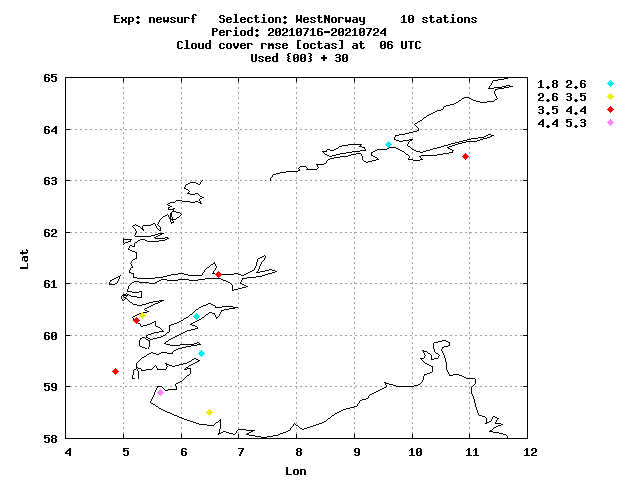 Exp: newsurf   Selection: WestNorway     10 stations
Period: 20210716-20210724
Cloud cover rmse [octas] at  06 UTC
Used {00} + 30
1.8 2.6
2.6 3.5
3.5 4.4
4.4 5.3
65
64
63
62
61
60
59
58
Lat
4 5 6 7 8 9 10 11 12
Lon